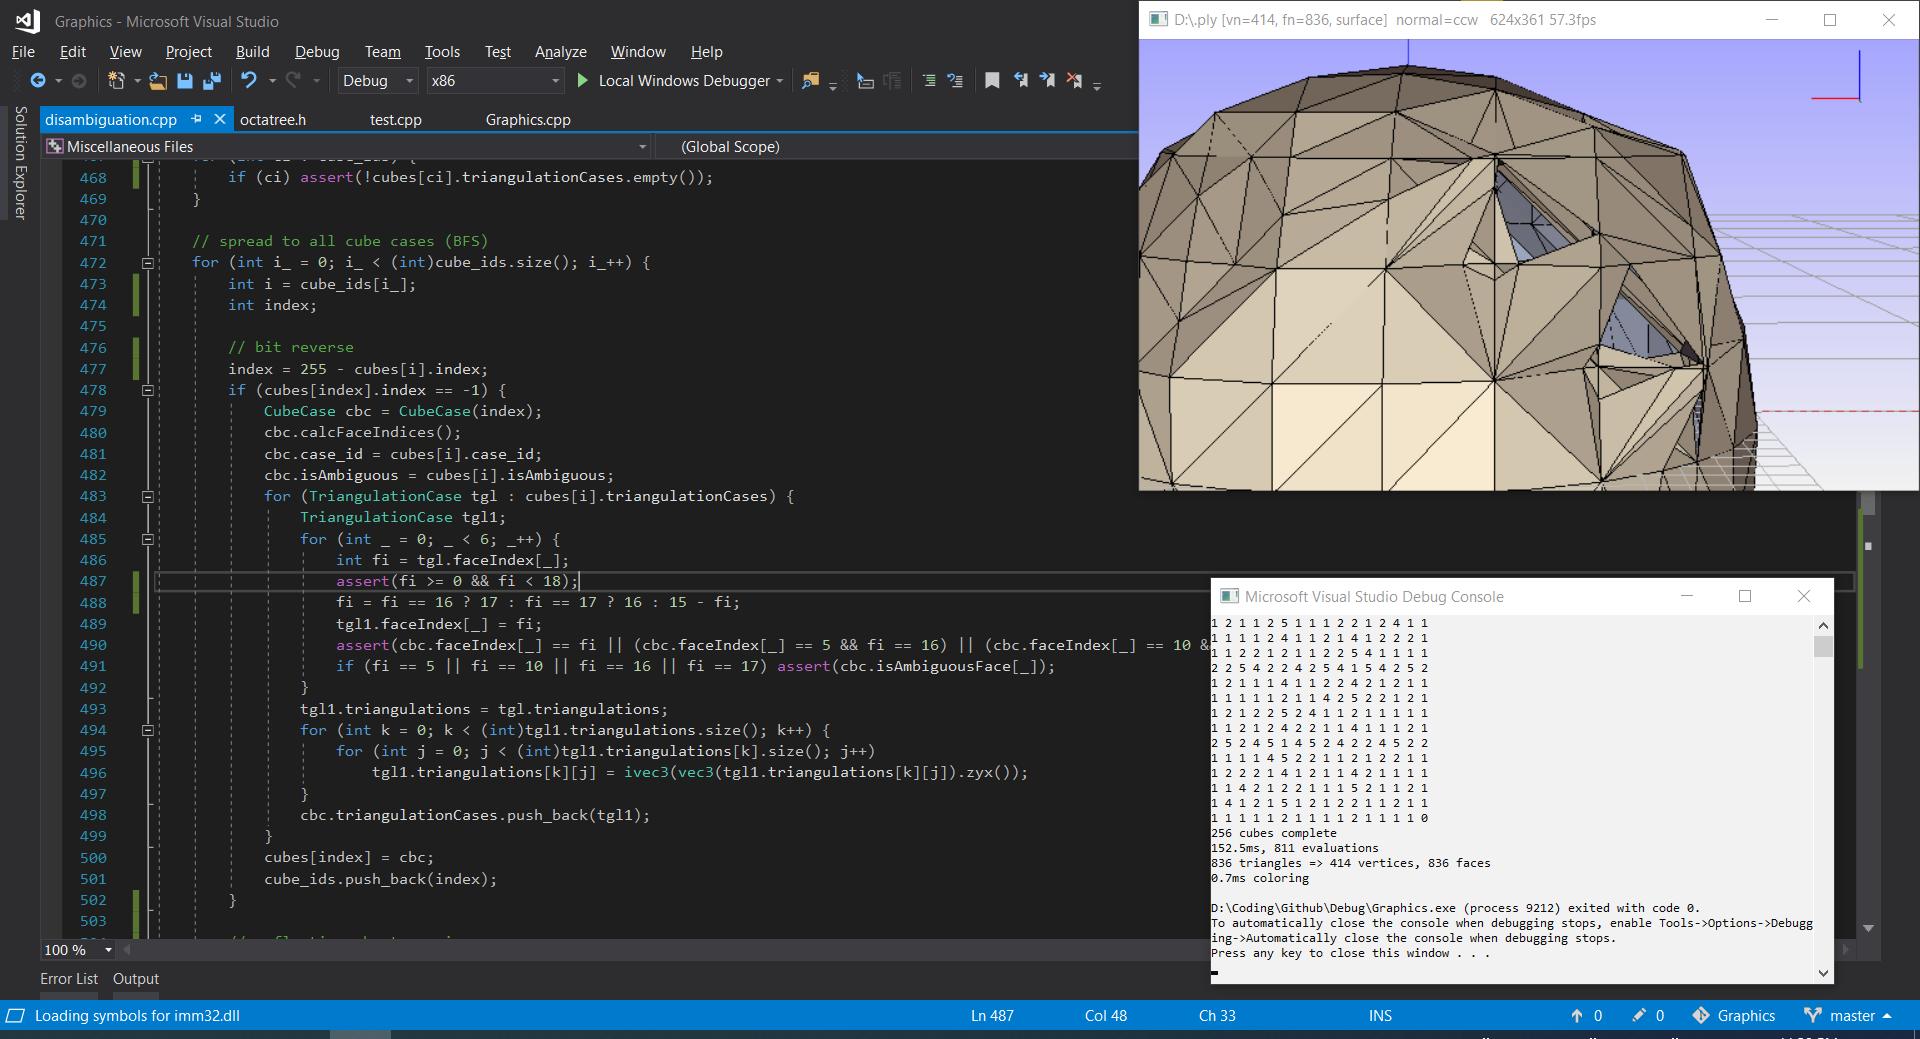 Graphics - Microsoft Visual Studio
File Edit View Project Build Debug Team Tools Test Analyze Window Help
Debug x86 Local Windows Debugger
Solution Explorer
disambiguation.cpp octatree.h test.cpp Graphics.cpp
Miscellaneous Files (Global Scope)
468 if (ci) assert(!cubes[ci].triangulationCases.empty());
469 }
470
471 // spread to all cube cases (BFS)
472 for (int i_ = 0; i_ < (int)cube_ids.size(); i_++) {
473 int i = cube_ids[i_];
474 int index;
475
476 // bit reverse
477 index = 255 - cubes[i].index;
478 if (cubes[index].index == -1) {
479 CubeCase cbc = CubeCase(index);
480 cbc.calcFaceIndices();
481 cbc.case_id = cubes[i].case_id;
482 cbc.isAmbiguous = cubes[i].isAmbiguous;
483 for (TriangulationCase tgl : cubes[i].triangulationCases) {
484 TriangulationCase tgl1;
485 for (int _ = 0; _ < 6; _++) {
486 int fi = tgl.faceIndex[_];
487 assert(fi >= 0 && fi < 18);
488 fi = fi == 16 ? 17 : fi == 17 ? 16 : 15 - fi;
489 tgl1.faceIndex[_] = fi;
490 assert(cbc.faceIndex[_] == fi || (cbc.faceIndex[_] == 5 && fi == 16) || (cbc.faceIndex[_] == 10 &
491 if (fi == 5 || fi == 10 || fi == 16 || fi == 17) assert(cbc.isAmbiguousFace[_]);
492 }
493 tgl1.triangulations = tgl.triangulations;
494 for (int k = 0; k < (int)tgl1.triangulations.size(); k++) {
495 for (int j = 0; j < (int)tgl1.triangulations[k].size(); j++)
496 tgl1.triangulations[k][j] = ivec3(vec3(tgl1.triangulations[k][j]).zyx());
497 }
498 cbc.triangulationCases.push_back(tgl1);
499 }
500 cubes[index] = cbc;
501 cube_ids.push_back(index);
502 }
503
100 %
Error List Output
Loading symbols for imm32.dll Ln 487 Col 48 Ch 33 INS 0 0 Graphics master
D:\.ply [vn=414, fn=836, surface] normal=ccw 624x361 57.3fps
Microsoft Visual Studio Debug Console
1 2 1 1 2 5 1 1 1 2 2 1 2 4 1 1
1 1 1 1 2 4 1 2 1 4 1 2 2 2 1
1 1 2 2 1 2 1 1 2 2 5 4 1 1 1 1
2 2 5 4 2 2 4 2 5 4 1 5 4 2 5 2
1 2 1 1 1 4 1 1 2 2 4 2 1 2 1 1
1 1 1 1 1 2 1 1 4 2 5 2 2 1 2 1
1 2 1 2 2 5 2 4 1 1 2 1 1 1 1 1
1 1 2 1 2 4 2 2 1 1 4 1 1 1 2 1
2 5 2 4 5 1 4 5 2 4 2 2 4 5 2 2
1 1 1 1 4 5 2 2 1 1 2 1 2 2 1 1
1 2 2 2 1 4 1 2 1 1 4 2 1 1 1 1
1 1 4 2 1 2 2 1 1 1 5 2 1 1 2 1
1 4 1 2 1 5 1 2 1 2 2 1 1 2 1 1
1 1 1 1 1 2 1 1 1 1 2 1 1 1 1 0
256 cubes complete
152.5ms, 811 evaluations
836 triangles => 414 vertices, 836 faces
0.7ms coloring
D:\Coding\Github\Debug\Graphics.exe (process 9212) exited with code 0.
To automatically close the console when debugging stops, enable Tools->Options->Debugg
ing->Automatically close the console when debugging stops.
Press any key to close this window . . .